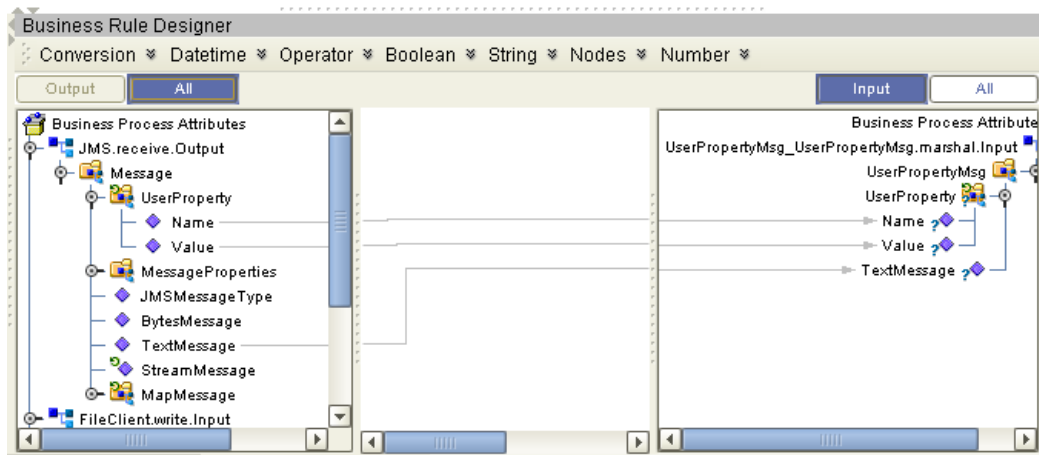 Business Rule Designer
Conversion Datetime Operator Boolean String Nodes Number
Output All
Input All
Business Process Attributes
JMS.receive.Output
Message
UserProperty
Name
Value
MessageProperties
JMSMessageType
BytesMessage
TextMessage
StreamMessage
MapMessage
FileClient.write.Input
Business Process Attribute
UserPropertyMsg_UserPropertyMsg.marshal.Input
UserPropertyMsg
UserProperty
Name
Value
TextMessage